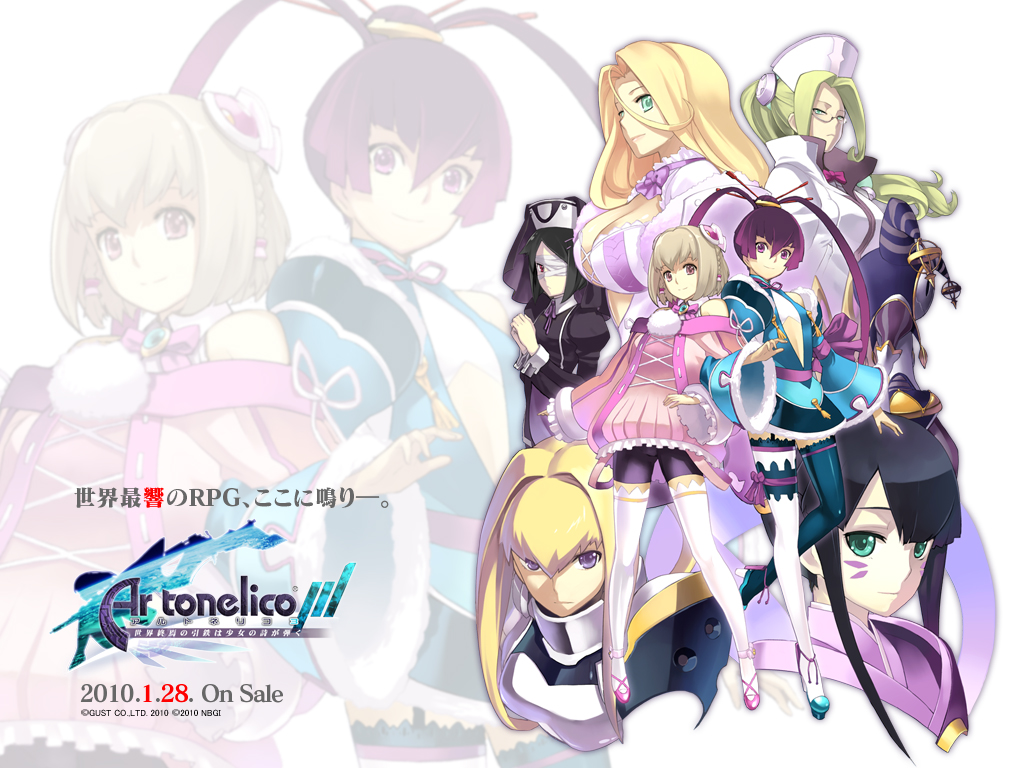 世界最響のRPG、ここに鳴り―。
Ar tonelico® III
アルトネリコ3
世界終焉の引鉄は少女の詩が弾く
2010.1.28. On Sale
©GUST CO.,LTD. 2010 ©2010 NBGI